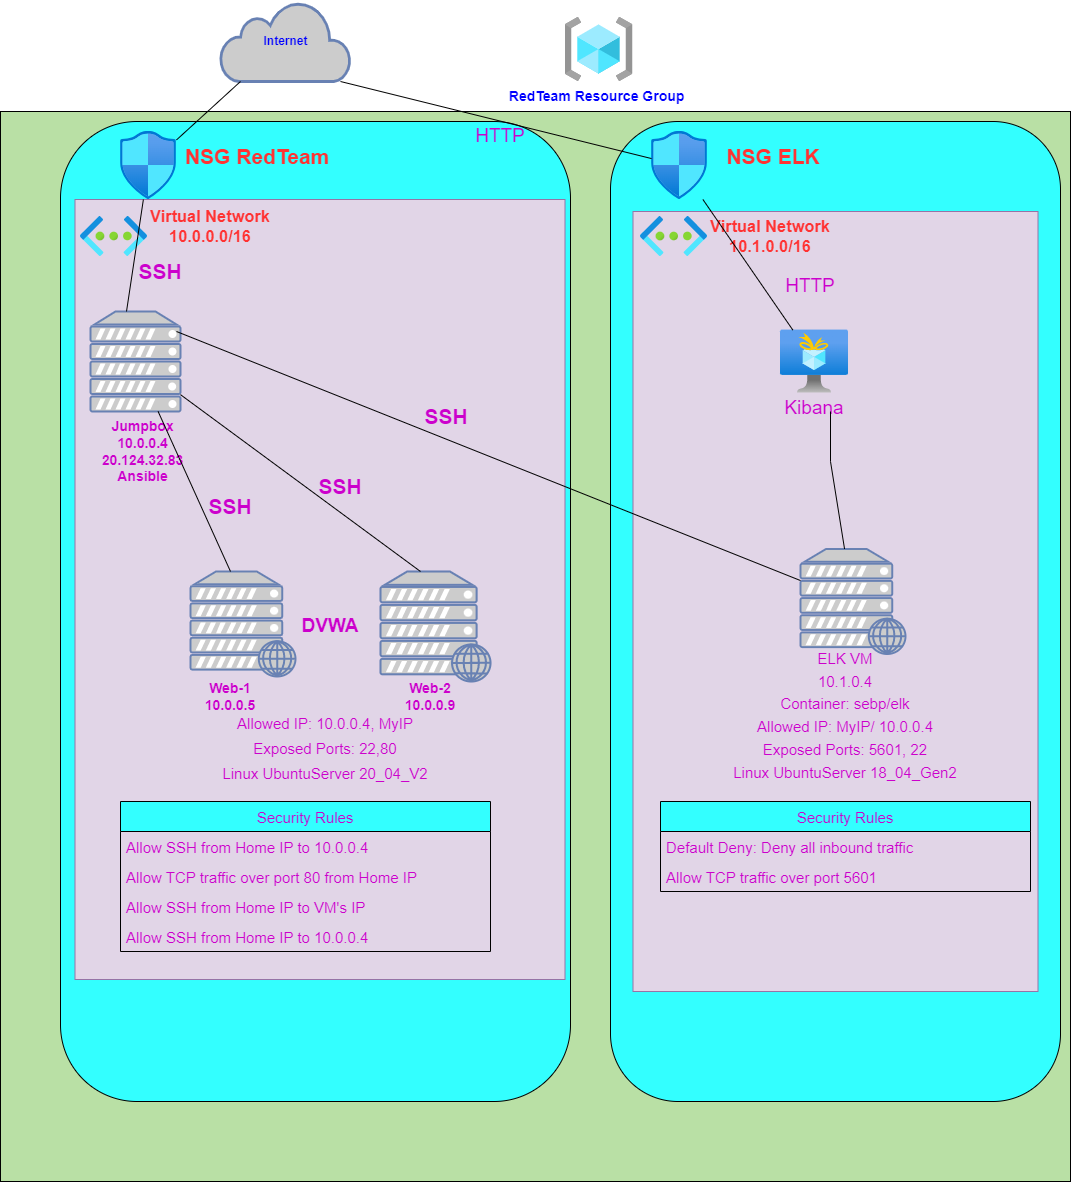 Internet
RedTeam Resource Group
HTTP
NSG RedTeam
NSG ELK
Virtual Network
10.0.0.0/16
Virtual Network
10.1.0.0/16
SSH
HTTP
Kibana
SSH
Jumpbox
10.0.0.4
20.124.32.83
Ansible
SSH
SSH
DVWA
Web-1
10.0.0.5
Web-2
10.0.0.9
Allowed IP: 10.0.0.4, MyIP
Exposed Ports: 22,80
Linux UbuntuServer 20_04_V2
ELK VM
10.1.0.4
Container: sebp/elk
Allowed IP: MyIP/ 10.0.0.4
Exposed Ports: 5601, 22
Linux UbuntuServer 18_04_Gen2
Security Rules
Allow SSH from Home IP to 10.0.0.4
Allow TCP traffic over port 80 from Home IP
Allow SSH from Home IP to VM's IP
Allow SSH from Home IP to 10.0.0.4
Security Rules
Default Deny: Deny all inbound traffic
Allow TCP traffic over port 5601